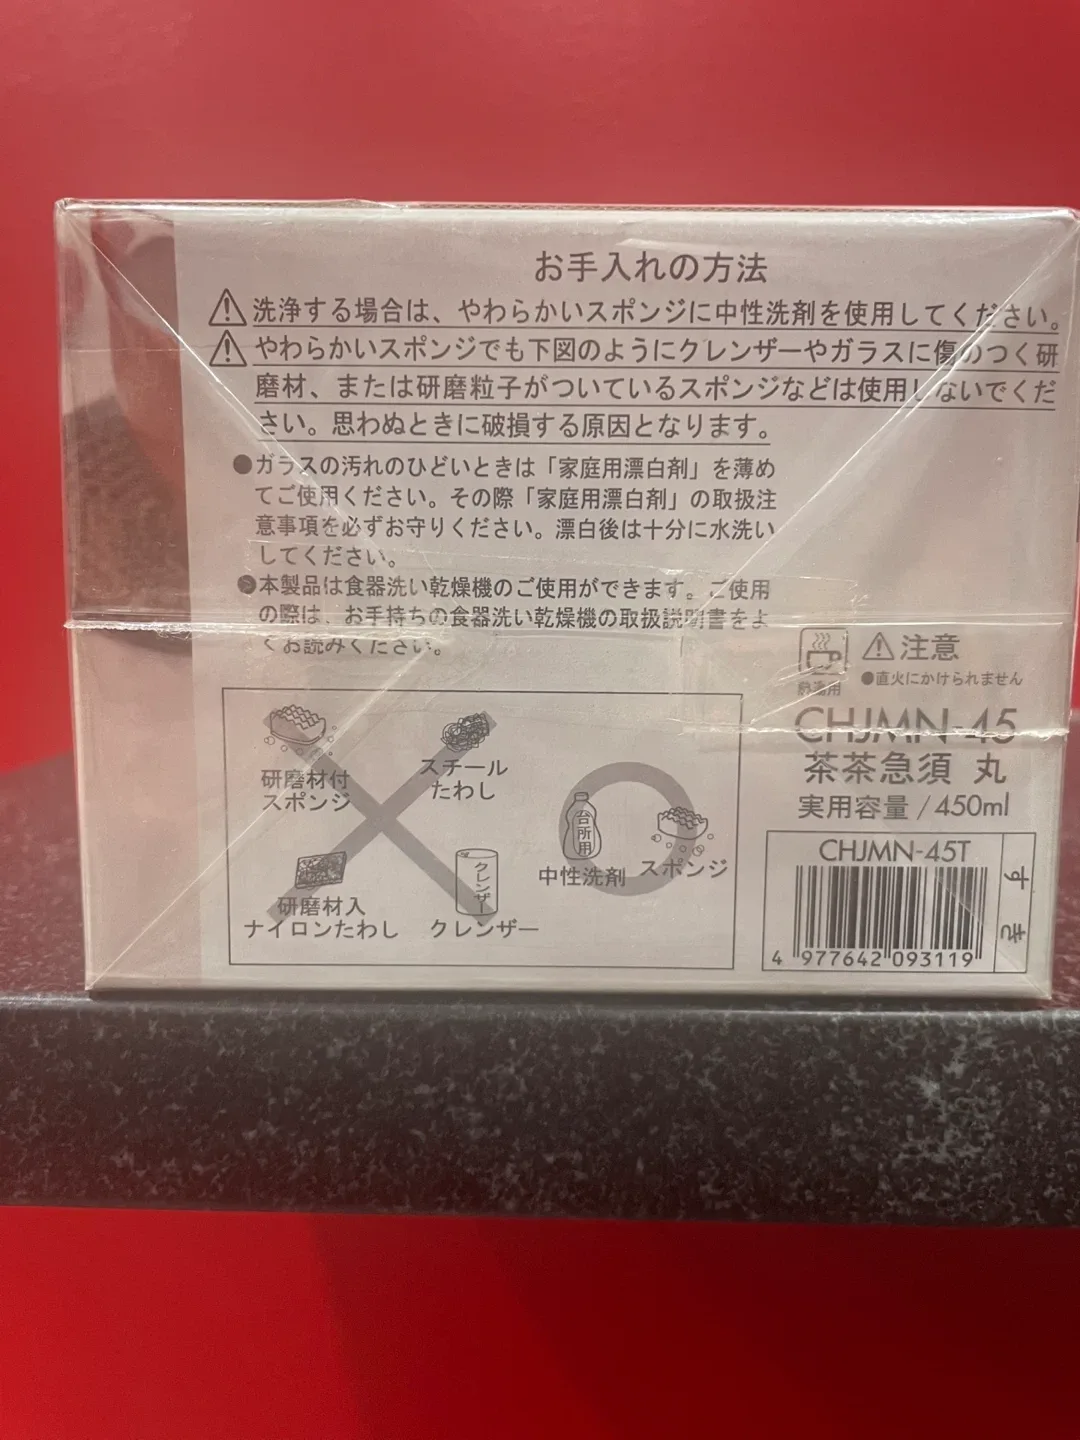 お手入れの方法
⚠洗浄する場合は、やわらかいスポンジに中性洗剤を使用してください。
⚠やわらかいスポンジでも下図のようにクレンザーやガラスに傷のつく研
磨材、または研磨粒子がついているスポンジなどは使用しないでくだ
さい。思わぬときに破損する原因となります。
●ガラスの汚れのひどいときは「家庭用漂白剤」を薄め
てご使用ください。その際「家庭用漂白剤」の取扱注
意事項を必ずお守りください。漂白後は十分に水洗い
してください。
●本製品は食器洗い乾燥機のご使用ができます。ご使用
の際は、お手持ちの食器洗い乾燥機の取扱説明書をよ
くお読みください。
研磨材付
スポンジ
スチール
たわし
研磨材入
ナイロンたわし
クレンザー
クレンザー
台所用
中性洗剤
スポンジ
熱湯用
⚠注意
●直火にかけられません
CHJMN-45
茶茶急須 丸
実用容量/450ml
CHJMN-45T
4 977642 093119
すき